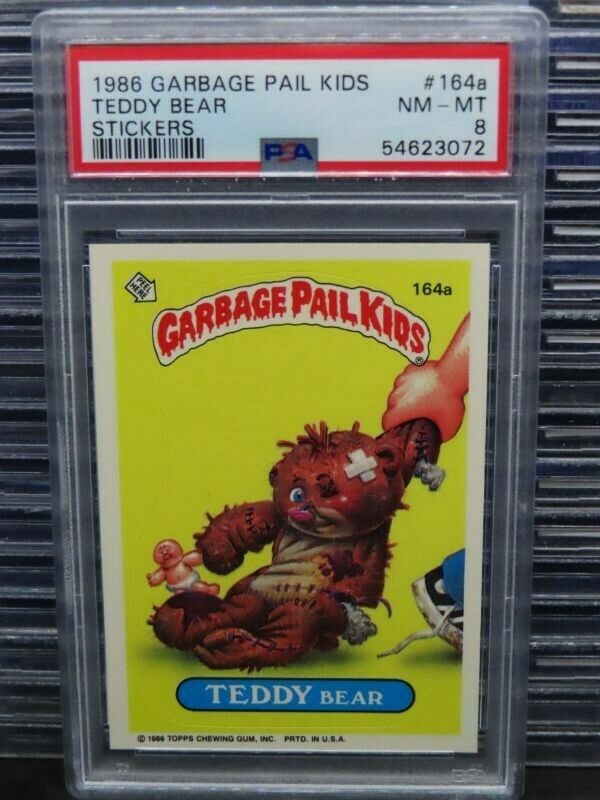 1986 GARBAGE PAIL KIDS #164a
TEDDY BEAR NM - MT
STICKERS 8
PSA 54623072
PEEL HERE
164a
GARBAGE PAIL KIDS®
TEDDY BEAR
© 1986 TOPPS CHEWING GUM, INC. PRTD. IN U.S.A.
PSA